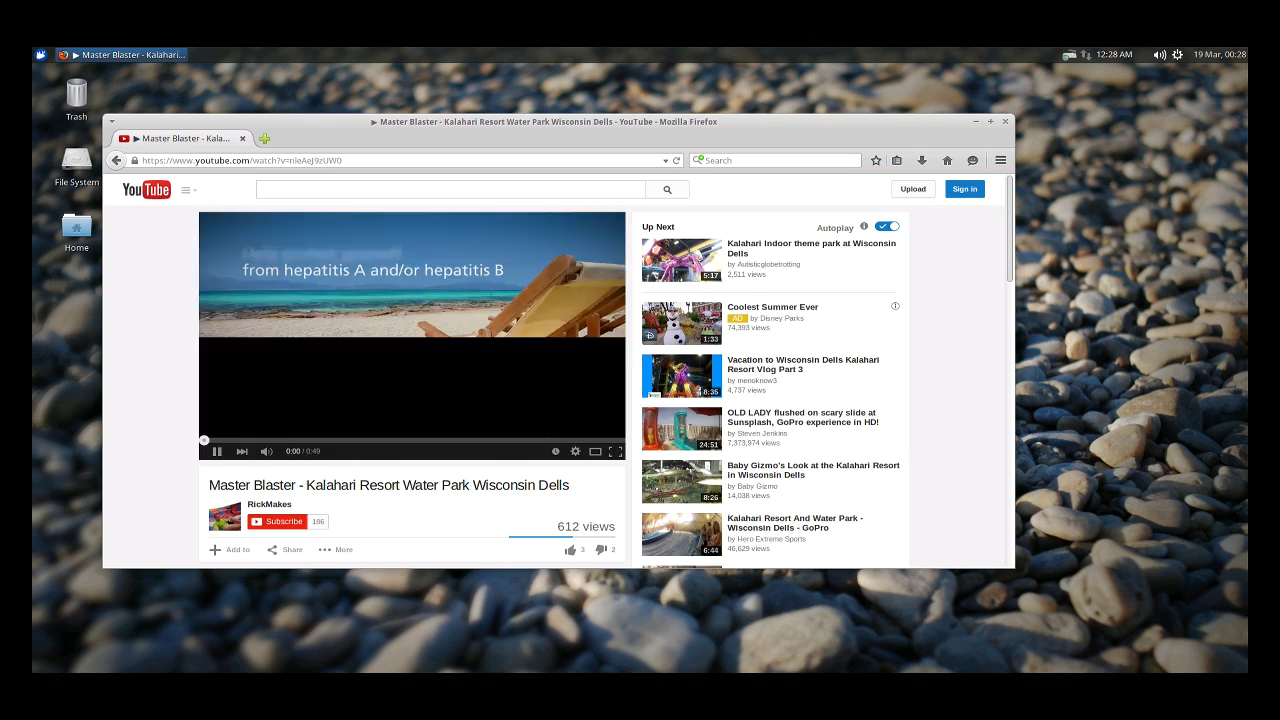 ▶ Master Blaster - Kalahari...
12:28 AM
19 Mar, 00:28
Trash
File System
Home
▶ Master Blaster - Kalahari Resort Water Park Wisconsin Dells - YouTube - Mozilla Firefox
▶ Master Blaster - Kala...
https://www.youtube.com/watch?v=nleAeJ9zUW0
Search
YouTube
Upload
Sign in
from hepatitis A and/or hepatitis B
0:00 / 0:49
Master Blaster - Kalahari Resort Water Park Wisconsin Dells
RickMakes
Subscribe 186
612 views
Add to
Share
More
3
2
Up Next
Autoplay
Kalahari Indoor theme park at Wisconsin
Dells
by Autisticglobetrotting
2,511 views
5:17
Coolest Summer Ever
AD by Disney Parks
74,393 views
1:33
Vacation to Wisconsin Dells Kalahari
Resort Vlog Part 3
by menoknow3
4,737 views
8:35
OLD LADY flushed on scary slide at
Sunsplash, GoPro experience in HD!
by Steven Jenkins
7,373,974 views
24:51
Baby Gizmo's Look at the Kalahari Resort
in Wisconsin Dells
by Baby Gizmo
14,038 views
8:26
Kalahari Resort And Water Park -
Wisconsin Dells - GoPro
by Hero Extreme Sports
46,629 views
6:44